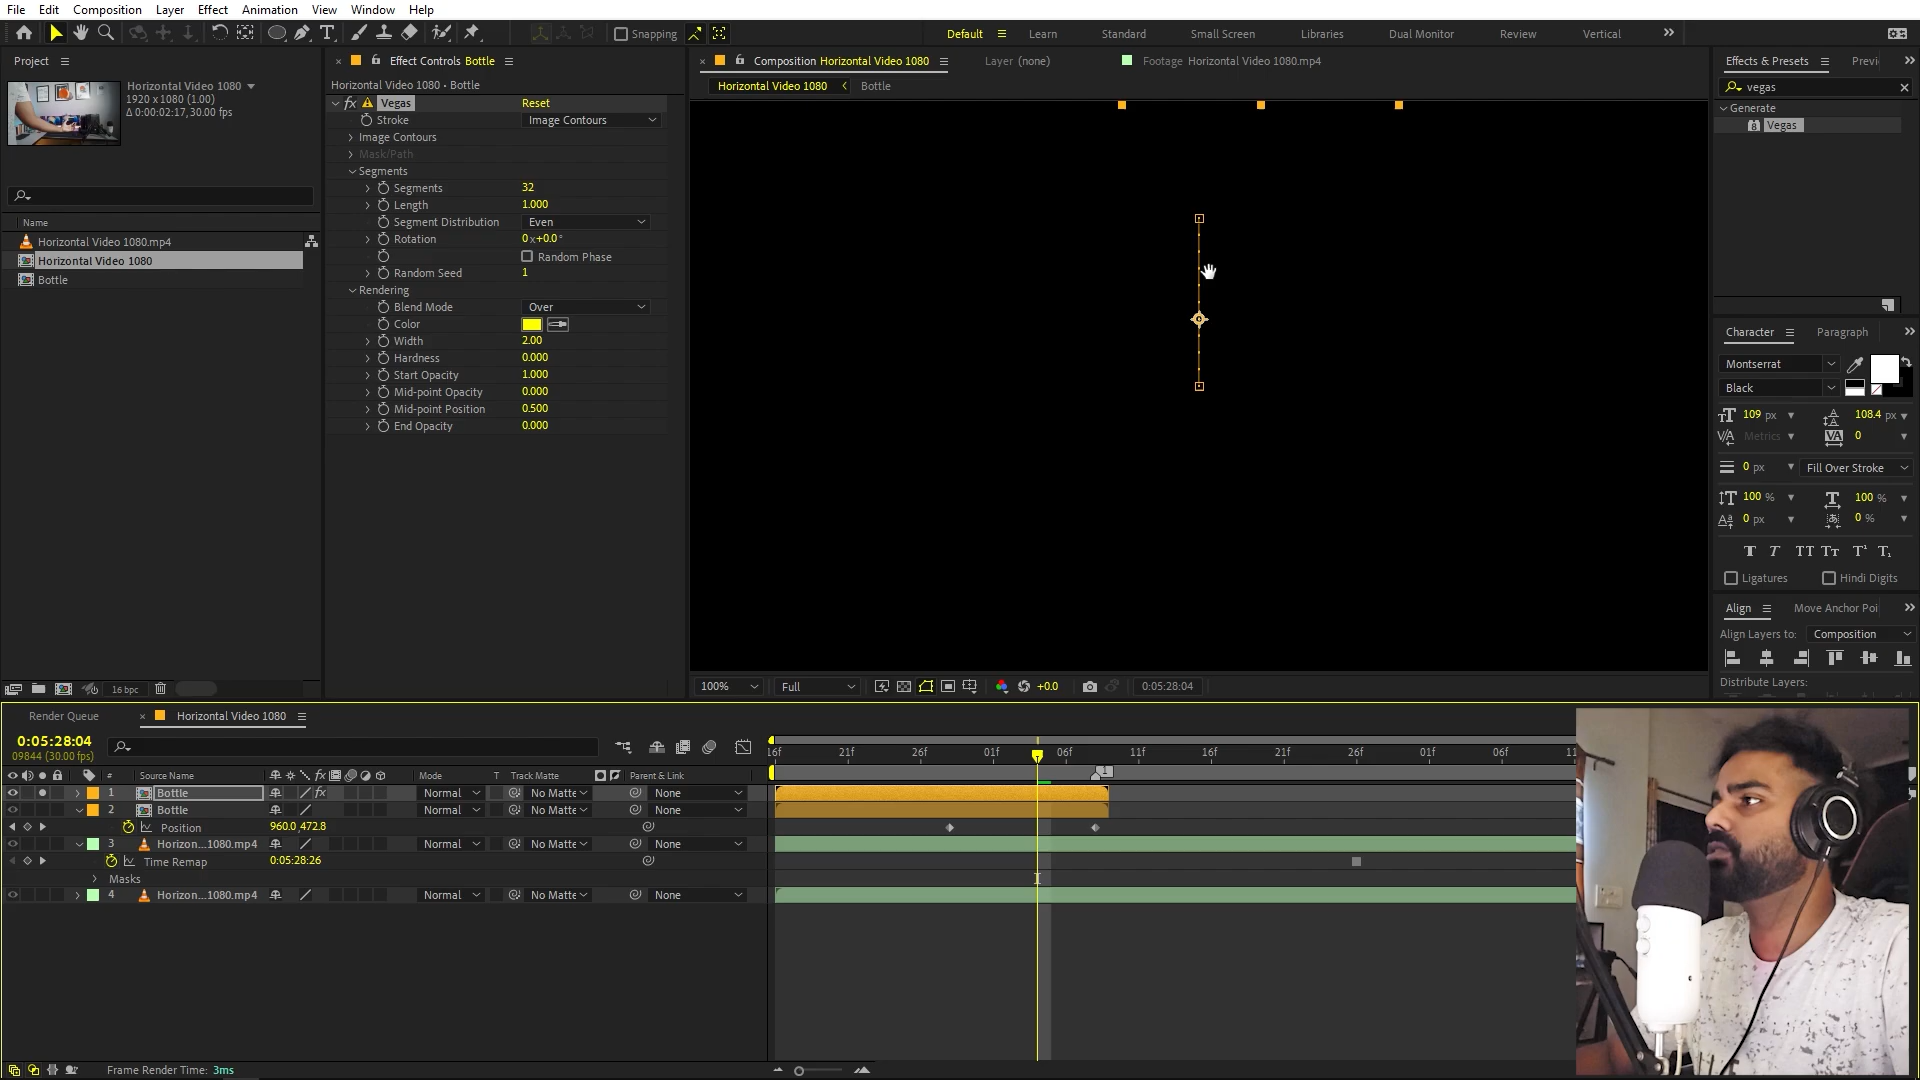 File Edit Composition Layer Effect Animation View Window Help
Snapping
Default Learn Standard Small Screen Libraries Dual Monitor Review Vertical
Project
Horizontal Video 1080
1920 x 1080 (1.00)
Δ 0:00:02:17, 30.00 fps
Name
Horizontal Video 1080.mp4
Horizontal Video 1080
Bottle
16 bpc
Effect Controls Bottle
Horizontal Video 1080 • Bottle
fx Vegas Reset
Stroke Image Contours
Image Contours
Mask/Path
Segments
Segments 32
Length 1.000
Segment Distribution Even
Rotation 0x+0.0°
Random Phase
Random Seed 1
Rendering
Blend Mode Over
Color
Width 2.00
Hardness 0.000
Start Opacity 1.000
Mid-point Opacity 0.000
Mid-point Position 0.500
End Opacity 0.000
Composition Horizontal Video 1080 Layer (none) Footage Horizontal Video 1080.mp4
Horizontal Video 1080 Bottle
100% Full +0.0 0:05:28:04
Effects & Presets Previ
vegas
Generate
Vegas
Character Paragraph
Montserrat
Black
109 px 108.4 px
Metrics 0
0 px Fill Over Stroke
100 % 100 %
0 px 0 %
T T TT Tт T¹ T₁
Ligatures Hindi Digits
Align Move Anchor Poi
Align Layers to: Composition
Distribute Layers:
Render Queue Horizontal Video 1080
0:05:28:04
09844 (30.00 fps)
16f 21f 26f 01f 06f 11f 16f 21f 26f 01f 06f 11
# Source Name fx Mode T Track Matte Parent & Link 1
1 Bottle fx Normal No Matte None
2 Bottle Normal No Matte None
Position 960.0,472.8
3 Horizon...1080.mp4 Normal No Matte None
Time Remap 0:05:28:26
Masks
4 Horizon...1080.mp4 Normal No Matte None
Frame Render Time: 3ms